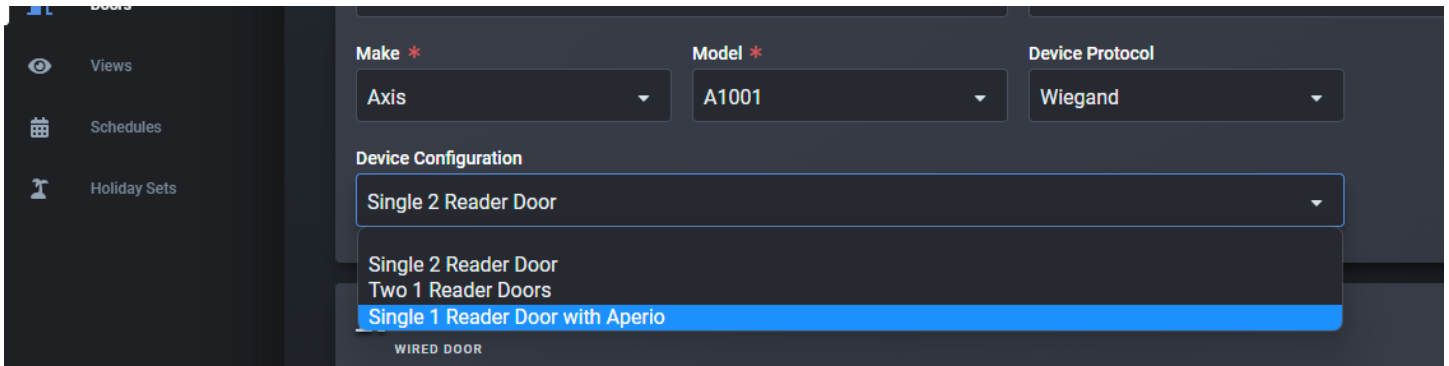 Doors
Views
Schedules
Holiday Sets
Make *
Model *
Device Protocol
Axis
A1001
Wiegand
Device Configuration
Single 2 Reader Door
Single 2 Reader Door
Two 1 Reader Doors
Single 1 Reader Door with Aperio
WIRED DOOR